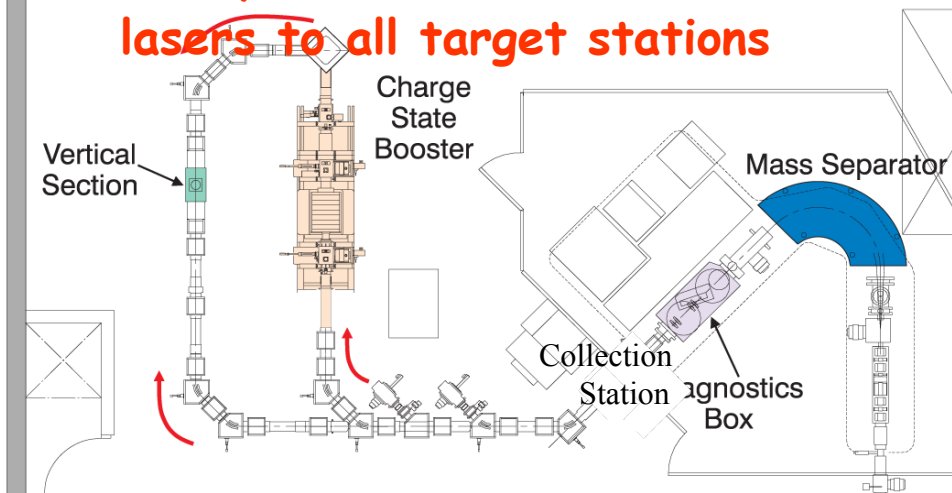 lasers to all target stations
Charge
State
Booster
Vertical
Section
Mass Separator
Collection
Station
agnostics
Box